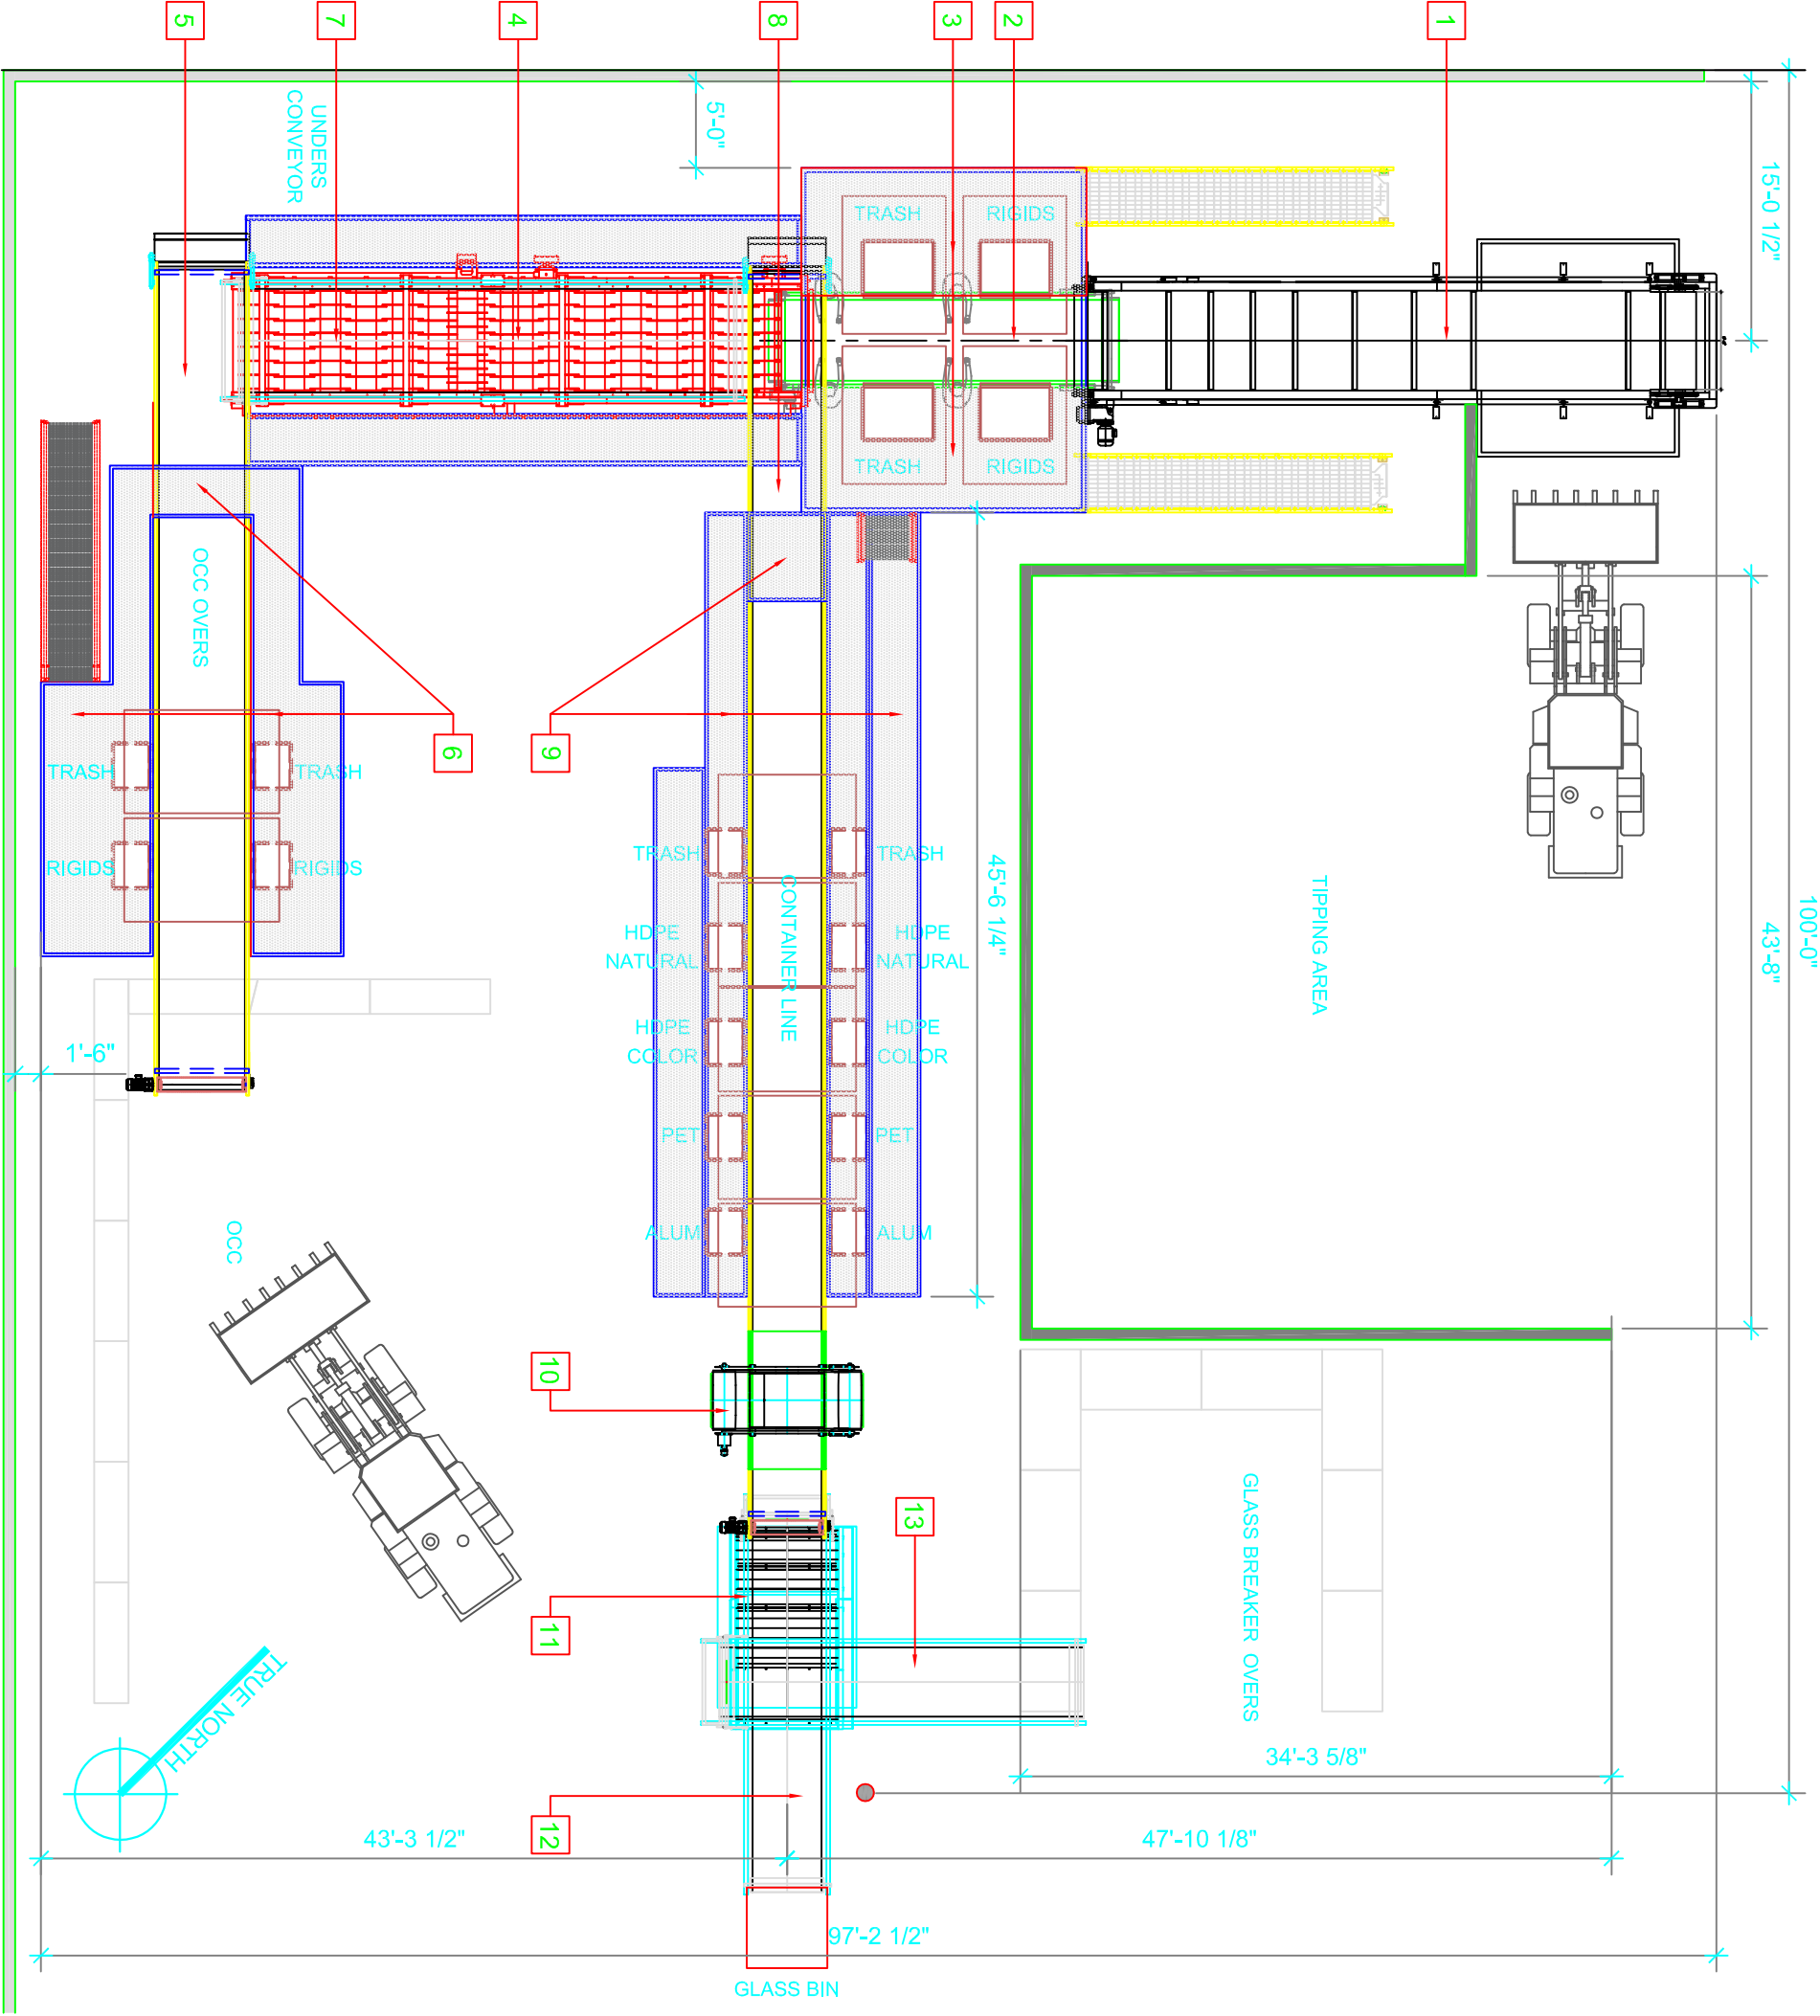 5
7
4
8
3
2
1
5'-0"
UNDERS
CONVEYOR
15'-0 1/2"
TRASH
RIGIDS
TRASH
RIGIDS
OCC OVERS
6
9
TRASH
TRASH
RIGIDS
RIGIDS
TRASH
TRASH
HDPE
NATURAL
HDPE
NATURAL
HDPE
COLOR
HDPE
COLOR
PET
PET
ALUM
ALUM
CONTAINER LINE
45'-6 1/4"
TIPPING AREA
43'-8"
100'-0"
1'-6"
OCC
10
13
11
12
GLASS BREAKER OVERS
TRUE NORTH
34'-3 5/8"
43'-3 1/2"
47'-10 1/8"
97'-2 1/2"
GLASS BIN